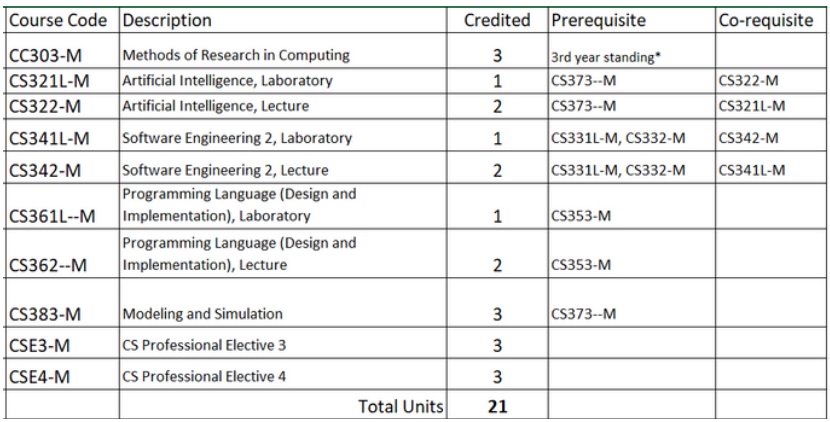 Course Code Description Credited Prerequisite Co-requisite
CC303-M Methods of Research in Computing 3 3rd year standing*
CS321L-M Artificial Intelligence, Laboratory 1 CS373--M CS322-M
CS322-M Artificial Intelligence, Lecture 2 CS373--M CS321L-M
CS341L-M Software Engineering 2, Laboratory 1 CS331L-M, CS332-M CS342-M
CS342-M Software Engineering 2, Lecture 2 CS331L-M, CS332-M CS341L-M
Programming Language (Design and
CS361L--M Implementation), Laboratory 1 CS353-M
Programming Language (Design and
CS362--M Implementation), Lecture 2 CS353-M
CS383-M Modeling and Simulation 3 CS373--M
CSE3-M CS Professional Elective 3 3
CSE4-M CS Professional Elective 4 3
Total Units 21